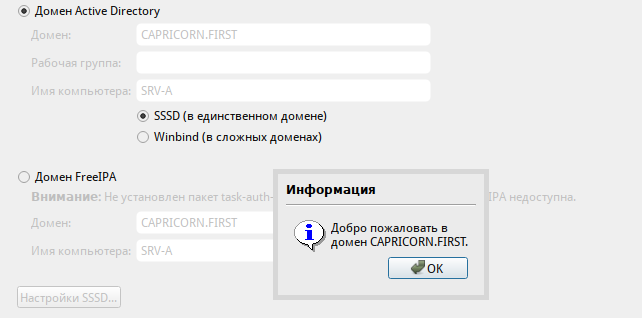 Домен Active Directory
Домен: CAPRICORN.FIRST
Рабочая группа:
Имя компьютера: SRV-A
SSSD (в единственном домене)
Winbind (в сложных доменах)
Домен FreeIPA
Внимание: Не установлен пакет task-auth- IPA недоступна.
Домен: CAPRICORN.FIRST
Имя компьютера: SRV-A
Настройки SSSD...
Информация
Добро пожаловать в
домен CAPRICORN.FIRST.
OK